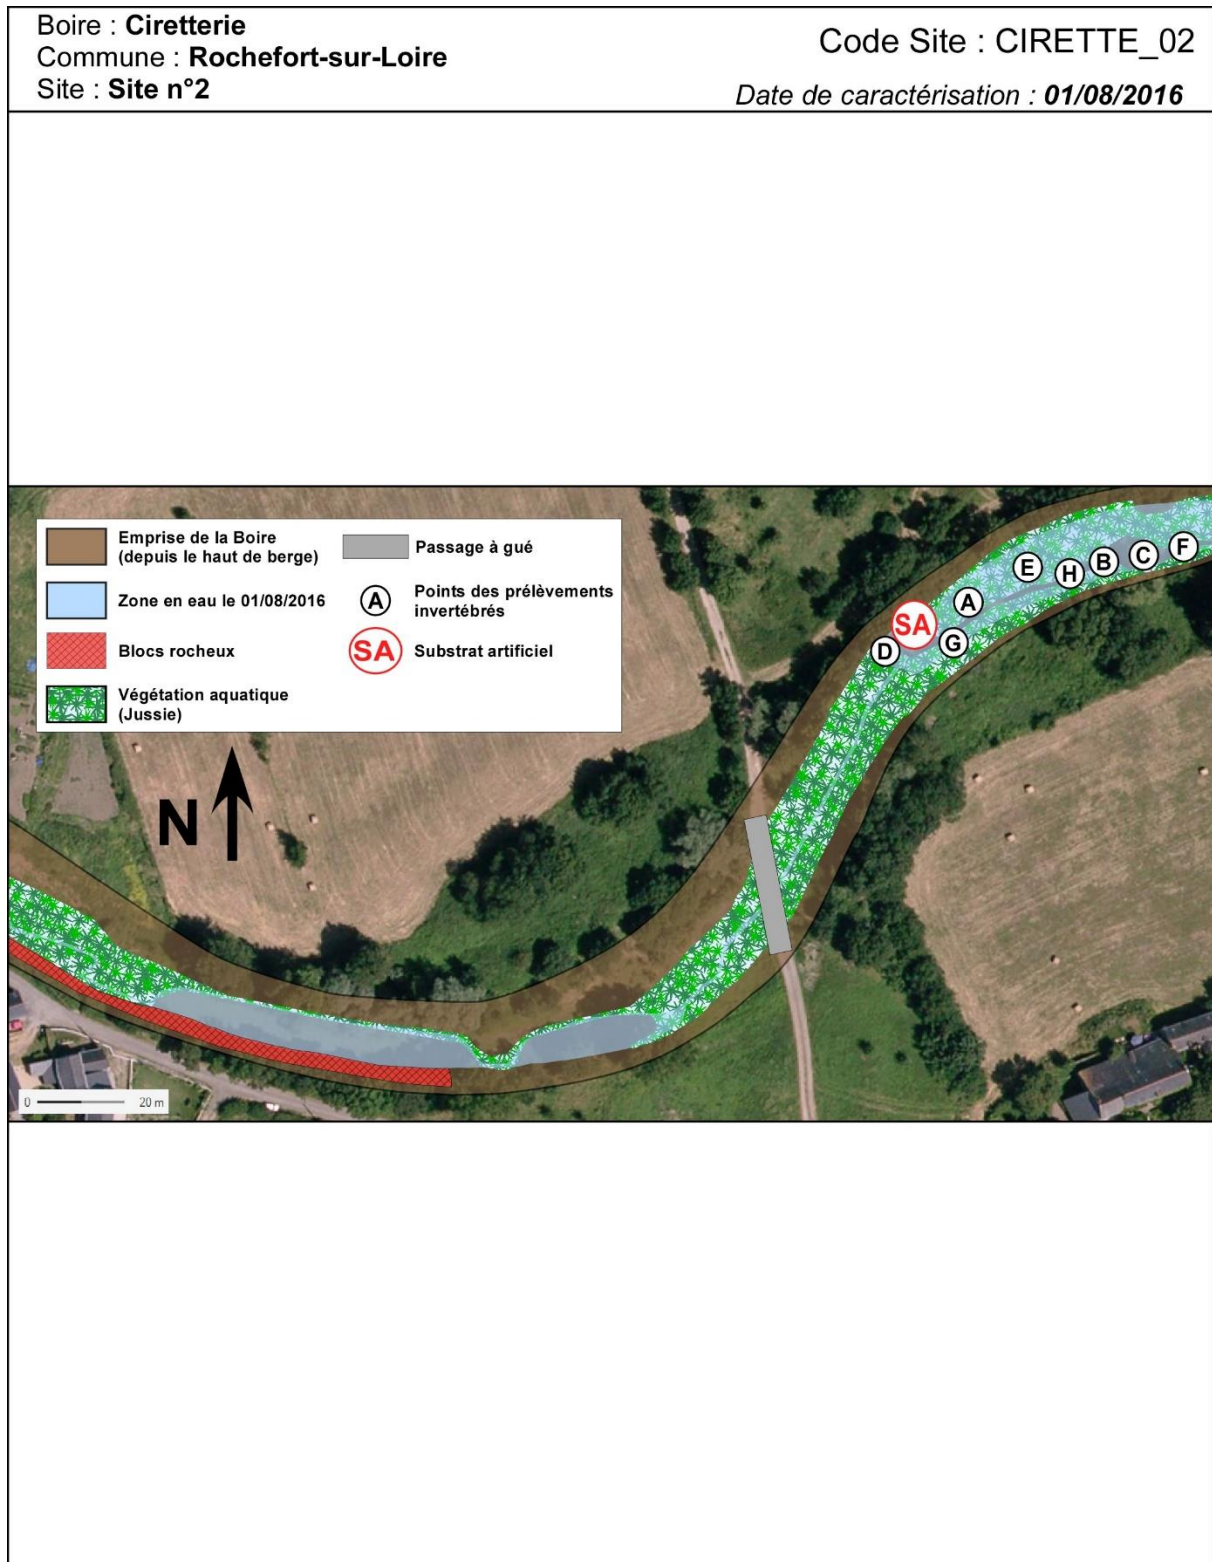 Boire : Ciretterie
Commune : Rochefort-sur-Loire
Site : Site n°2
Code Site : CIRETTE_02
Date de caractérisation : 01/08/2016
Emprise de la Boire
(depuis le haut de berge)
Zone en eau le 01/08/2016
Blocs rocheux
Végétation aquatique
(Jussie)
Passage à gué
A
Points des prélèvements
invertébrés
SA
Substrat artificiel
E
H
B
C
F
A
SA
D
G
N
0
20 m